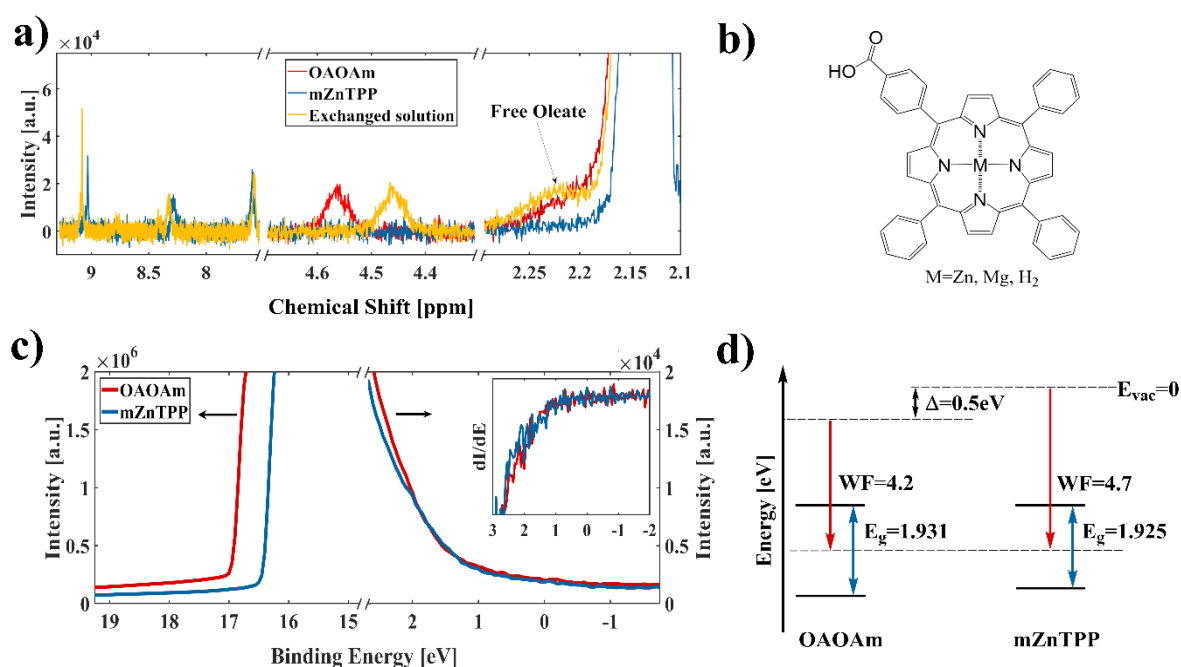 a)
×10⁴
6
4
2
0
Intensity [a.u.]
OAOAm
mZnTPP
Exchanged solution
Free Oleate
9 8.5 8 4.6 4.5 4.4 2.25 2.2 2.15 2.1
Chemical Shift [ppm]
b)
O
HO
N
N M N
N
M=Zn, Mg, H₂
c)
×10⁶
2
1.5
1
0.5
0
Intensity [a.u.]
OAOAm
mZnTPP
dI/dE
3 2 1 0 -1 -2
×10⁴
2
1.5
1
0.5
0
Intensity [a.u.]
19 18 17 16 15 2 1 0 -1
Binding Energy [eV]
d)
Energy [eV]
Δ=0.5eV
Evac=0
WF=4.2
WF=4.7
Eg=1.931
Eg=1.925
OAOAm
mZnTPP